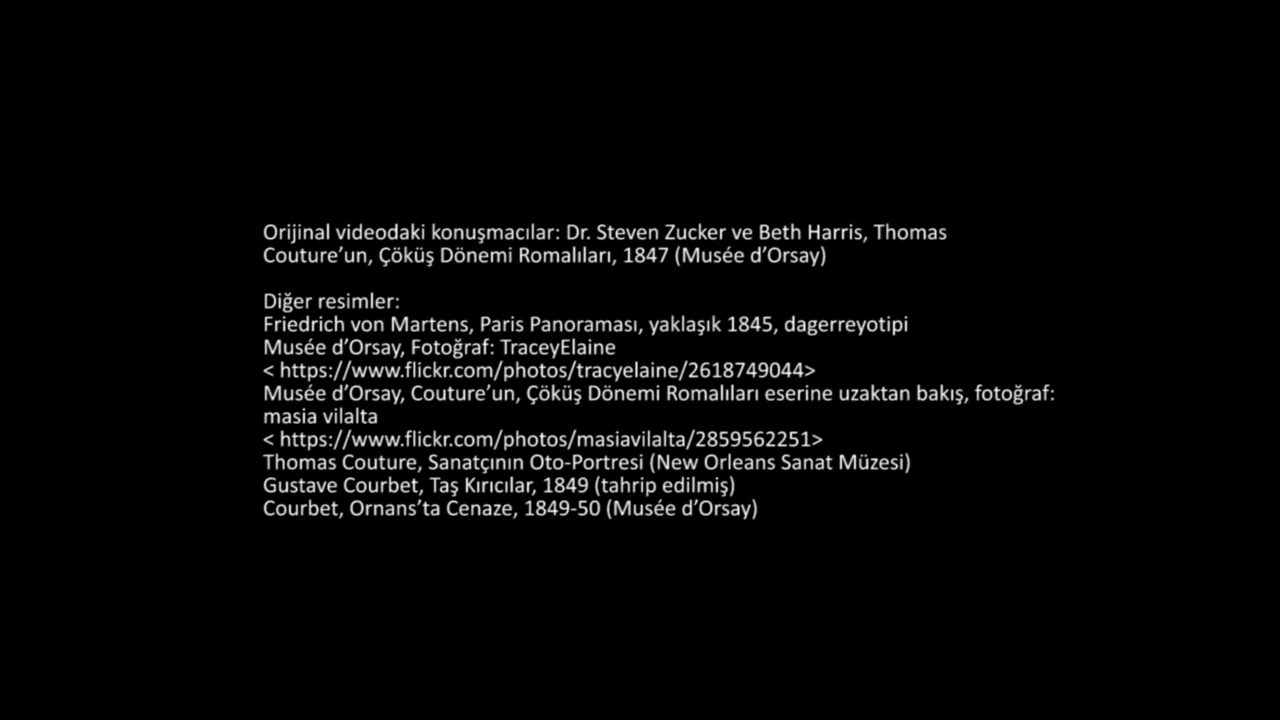 Orijinal videodaki konuşmacılar: Dr. Steven Zucker ve Beth Harris, Thomas
Couture’un, Çöküş Dönemi Romalıları, 1847 (Musée d’Orsay)
Diğer resimler:
Friedrich von Martens, Paris Panoraması, yaklaşık 1845, dagerreyotipi
Musée d’Orsay, Fotoğraf: TraceyElaine
< https://www.flickr.com/photos/tracyelaine/2618749044>
Musée d’Orsay, Couture’un, Çöküş Dönemi Romalıları eserine uzaktan bakış, fotoğraf:
masia vilalta
< https://www.flickr.com/photos/masiavilalta/2859562251>
Thomas Couture, Sanatçının Oto-Portresi (New Orleans Sanat Müzesi)
Gustave Courbet, Taş Kırıcılar, 1849 (tahrip edilmiş)
Courbet, Ornans’ta Cenaze, 1849-50 (Musée d’Orsay)